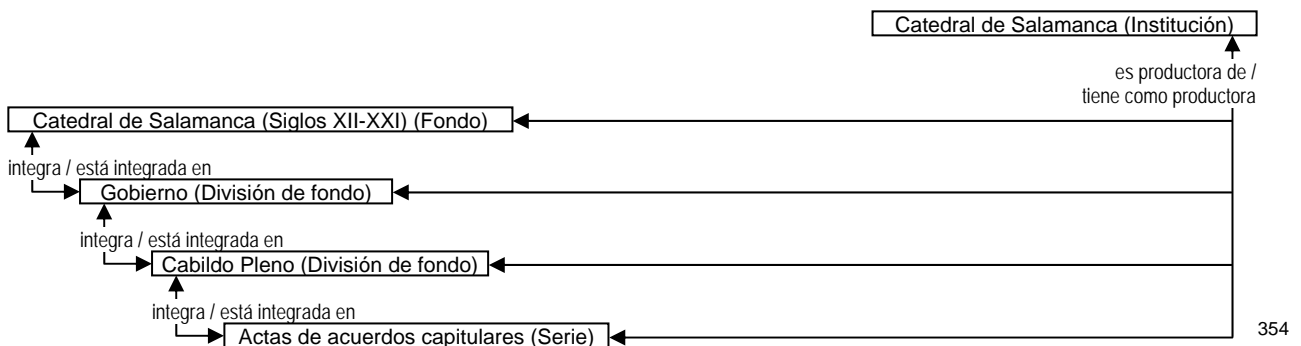 Catedral de Salamanca (Institución)
es productora de /
tiene como productora
Catedral de Salamanca (Siglos XII-XXI) (Fondo)
integra / está integrada en
Gobierno (División de fondo)
integra / está integrada en
Cabildo Pleno (División de fondo)
integra / está integrada en
Actas de acuerdos capitulares (Serie)
354